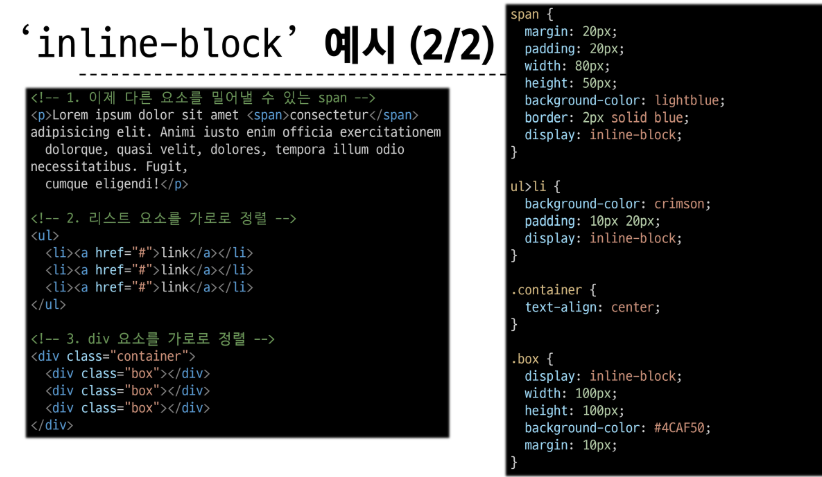 ‘inline-block’ 예시 (2/2)
<!-- 1. 이제 다른 요소를 밀어낼 수 있는 span -->
<p>Lorem ipsum dolor sit amet <span>consectetur</span>
adipisicing elit. Animi iusto enim officia exercitationem
  dolorque, quasi velit, dolores, tempora illum odio
necessitatibus. Fugit,
  cumque eligendi!</p>

<!-- 2. 리스트 요소를 가로로 정렬 -->
<ul>
  <li><a href="#">link</a></li>
  <li><a href="#">link</a></li>
  <li><a href="#">link</a></li>
</ul>

<!-- 3. div 요소를 가로로 정렬 -->
<div class="container">
  <div class="box"></div>
  <div class="box"></div>
  <div class="box"></div>
</div>
span {
  margin: 20px;
  padding: 20px;
  width: 80px;
  height: 50px;
  background-color: lightblue;
  border: 2px solid blue;
  display: inline-block;
}

ul>li {
  background-color: crimson;
  padding: 10px 20px;
  display: inline-block;
}

.container {
  text-align: center;
}

.box {
  display: inline-block;
  width: 100px;
  height: 100px;
  background-color: #4CAF50;
  margin: 10px;
}